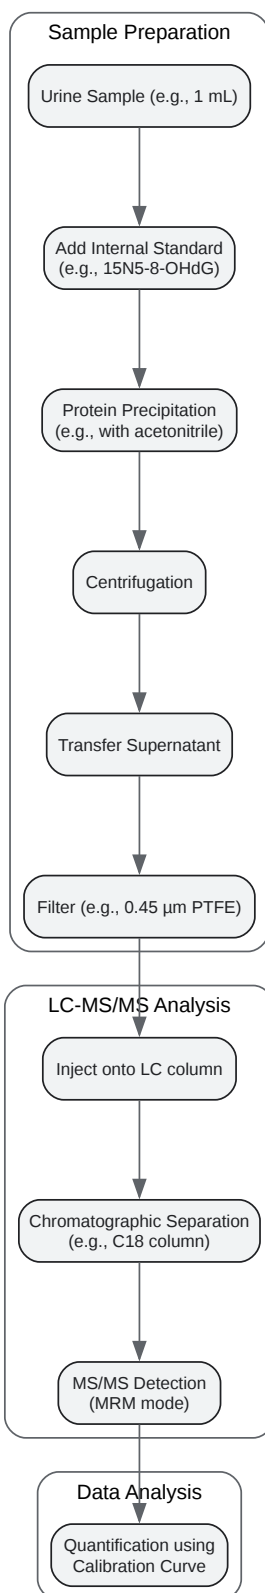 Sample Preparation
Urine Sample (e.g., 1 mL)
Add Internal Standard
(e.g., 15N5-8-OHdG)
Protein Precipitation
(e.g., with acetonitrile)
Centrifugation
Transfer Supernatant
Filter (e.g., 0.45 µm PTFE)
LC-MS/MS Analysis
Inject onto LC column
Chromatographic Separation
(e.g., C18 column)
MS/MS Detection
(MRM mode)
Data Analysis
Quantification using
Calibration Curve